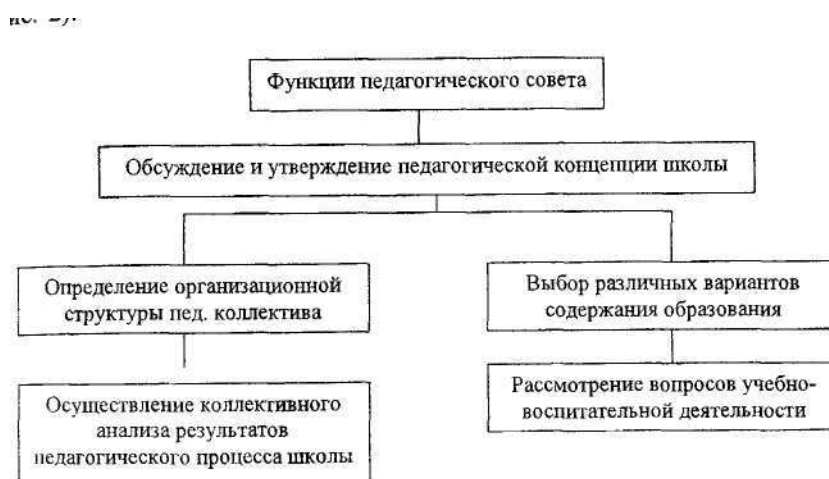 Функции педагогического совета
Обсуждение и утверждение педагогической концепции школы
Определение организационной
структуры пед. коллектива
Выбор различных вариантов
содержания образования
Осуществление коллективного
анализа результатов
педагогического процесса школы
Рассмотрение вопросов учебно-
воспитательной деятельности